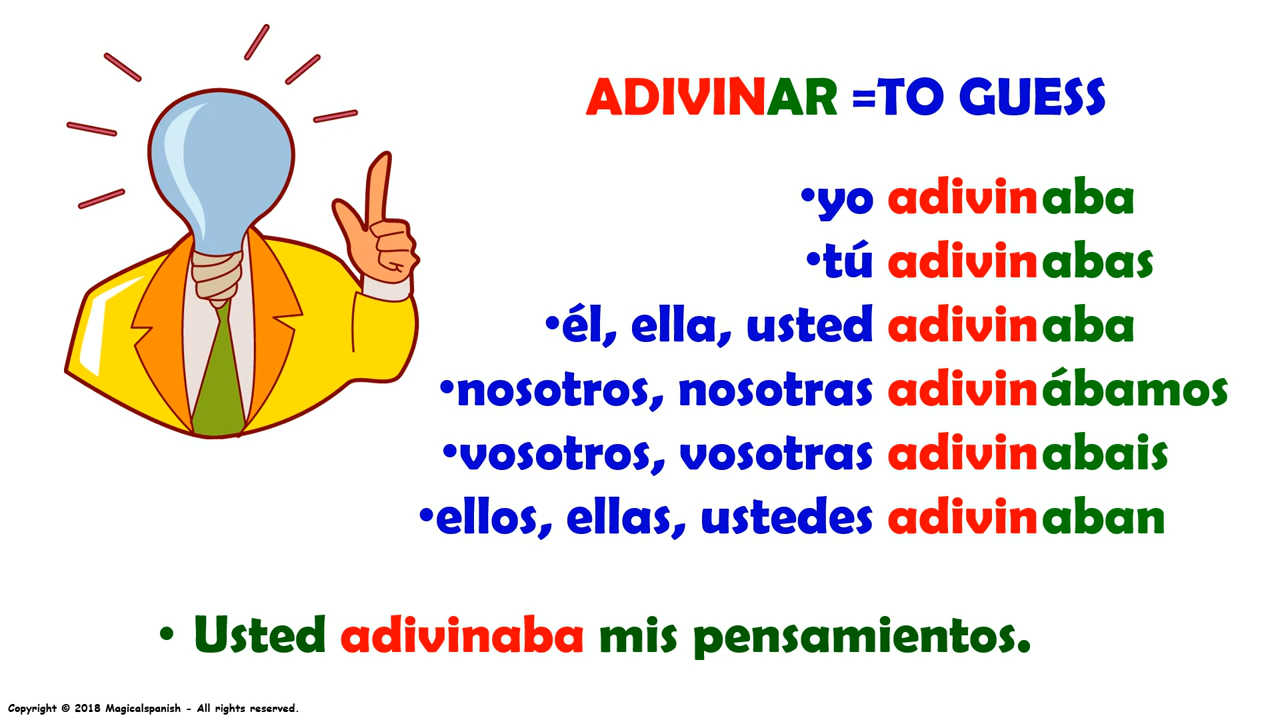 ADIVINAR =TO GUESS
•yo adivinaba
•tú adivinabas
•él, ella, usted adivinaba
•nosotros, nosotras adivinábamos
•vosotros, vosotras adivinabais
•ellos, ellas, ustedes adivinaban
• Usted adivinaba mis pensamientos.
Copyright © 2018 Magicalspanish - All rights reserved.